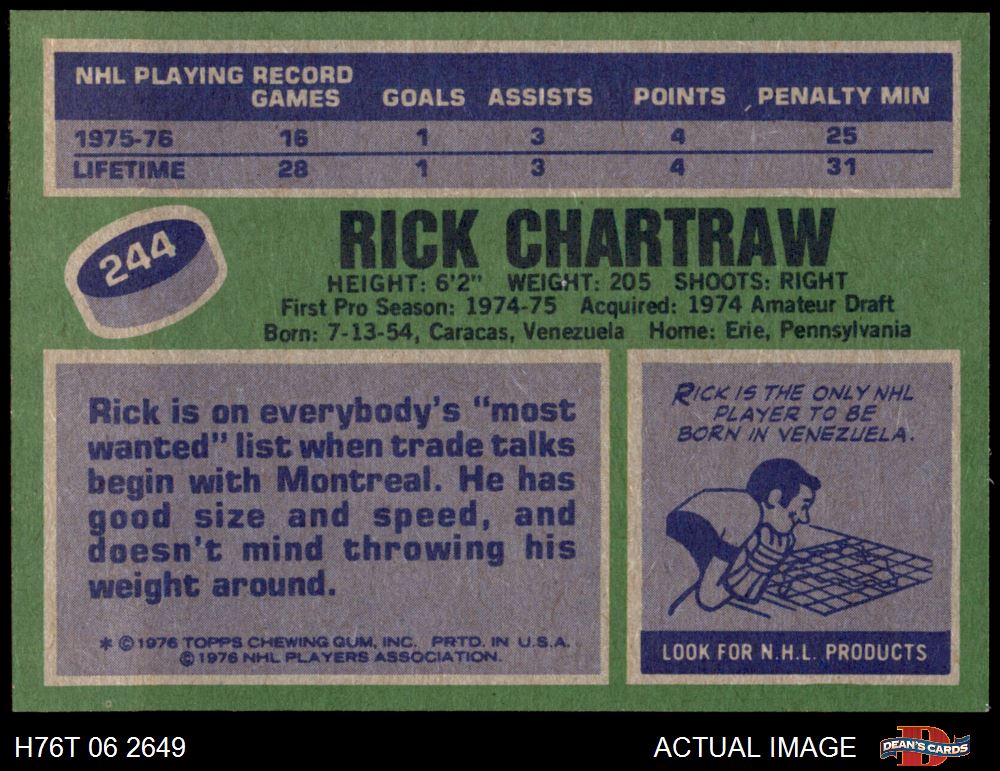 NHL PLAYING RECORD
GAMES GOALS ASSISTS POINTS PENALTY MIN
1975-76 16 1 3 4 25
LIFETIME 28 1 3 4 31
244
RICK CHARTRAW
HEIGHT: 6'2" WEIGHT: 205 SHOOTS: RIGHT
First Pro Season: 1974-75 Acquired: 1974 Amateur Draft
Born: 7-13-54, Caracas, Venezuela Home: Erie, Pennsylvania
Rick is on everybody's "most
wanted" list when trade talks
begin with Montreal. He has
good size and speed, and
doesn't mind throwing his
weight around.
* © 1976 TOPPS CHEWING GUM, INC. PRTD. IN U.S.A.
© 1976 NHL PLAYERS ASSOCIATION.
RICK IS THE ONLY NHL
PLAYER TO BE
BORN IN VENEZUELA.
LOOK FOR N.H.L. PRODUCTS
H76T 06 2649 ACTUAL IMAGE
D
DEAN'S CARDS